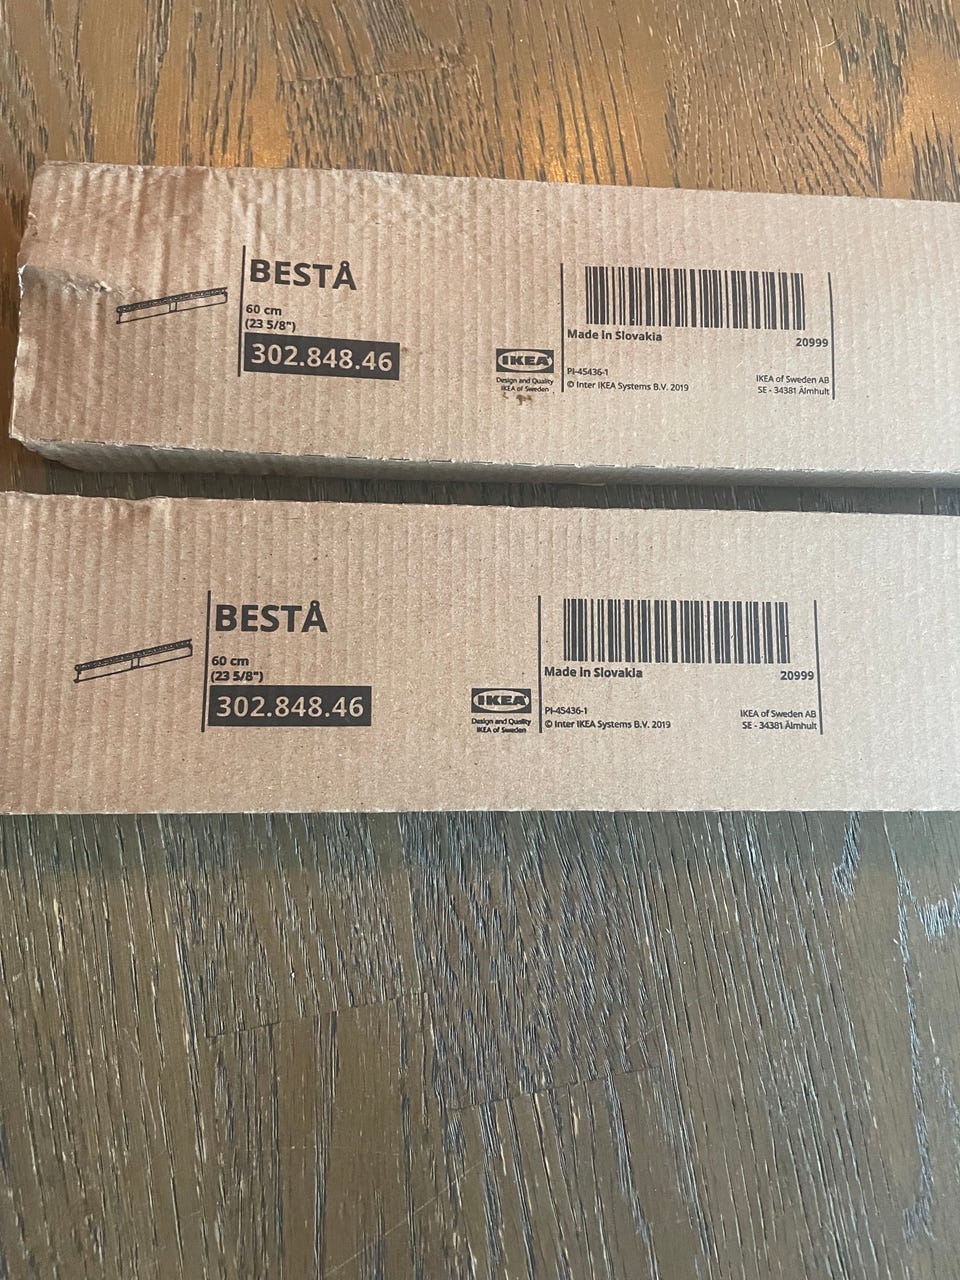 BESTÅ
60 cm
(23 5/8")
302.848.46
IKEA
Design and Quality
IKEA of Sweden
Made in Slovakia
20999
PI-45436-1
© Inter IKEA Systems B.V. 2019
IKEA of Sweden AB
SE - 34381 Älmhult
BESTÅ
60 cm
(23 5/8")
302.848.46
IKEA
Design and Quality
IKEA of Sweden
Made in Slovakia
20999
PI-45436-1
© Inter IKEA Systems B.V. 2019
IKEA of Sweden AB
SE - 34381 Älmhult